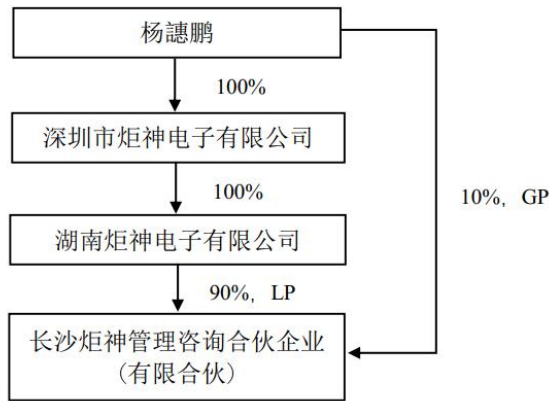 杨譓鹏
100%
深圳市炬神电子有限公司
100%
10%, GP
湖南炬神电子有限公司
90%, LP
长沙炬神管理咨询合伙企业
(有限合伙)